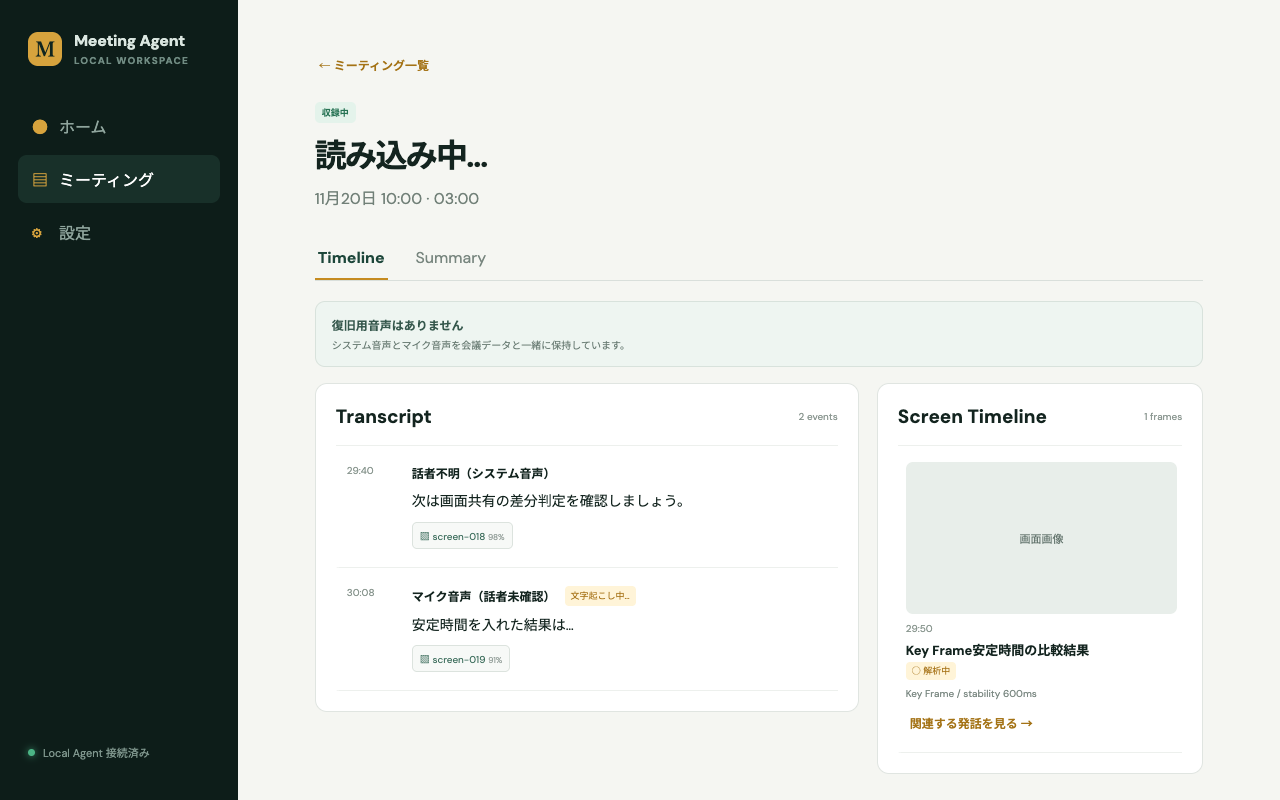 M
Meeting Agent
LOCAL WORKSPACE
ホーム
ミーティング
設定
Local Agent 接続済み
← ミーティング一覧
収録中
読み込み中…
11月20日 10:00 · 03:00
Timeline
Summary
復旧用音声はありません
システム音声とマイク音声を会議データと一緒に保持しています。
Transcript
2 events
29:40
話者不明（システム音声）
次は画面共有の差分判定を確認しましょう。
screen-018 98%
30:08
マイク音声（話者未確認）
文字起こし中…
安定時間を入れた結果は…
screen-019 91%
Screen Timeline
1 frames
画面画像
29:50
Key Frame安定時間の比較結果
解析中
Key Frame / stability 600ms
関連する発話を見る →